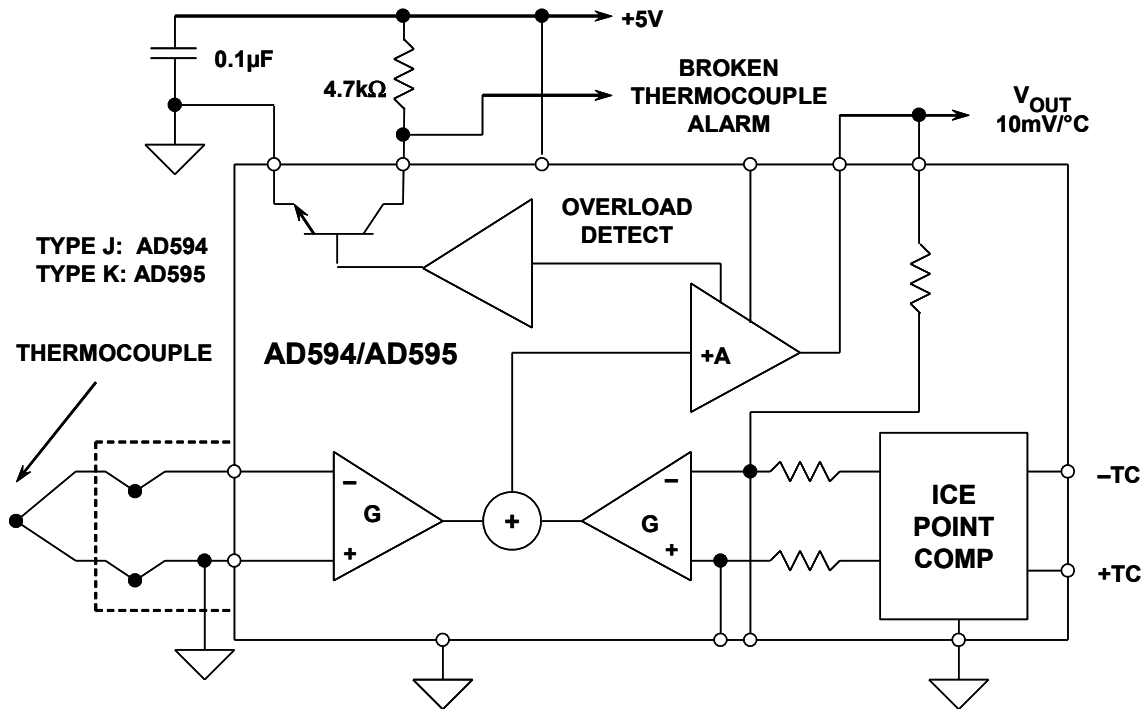 +5V
0.1µF
4.7kΩ
BROKEN
THERMOCOUPLE
ALARM
VOUT
10mV/°C
OVERLOAD
DETECT
TYPE J: AD594
TYPE K: AD595
THERMOCOUPLE
AD594/AD595
+A
–
G
+
+
–
G
+
ICE
POINT
COMP
–TC
+TC